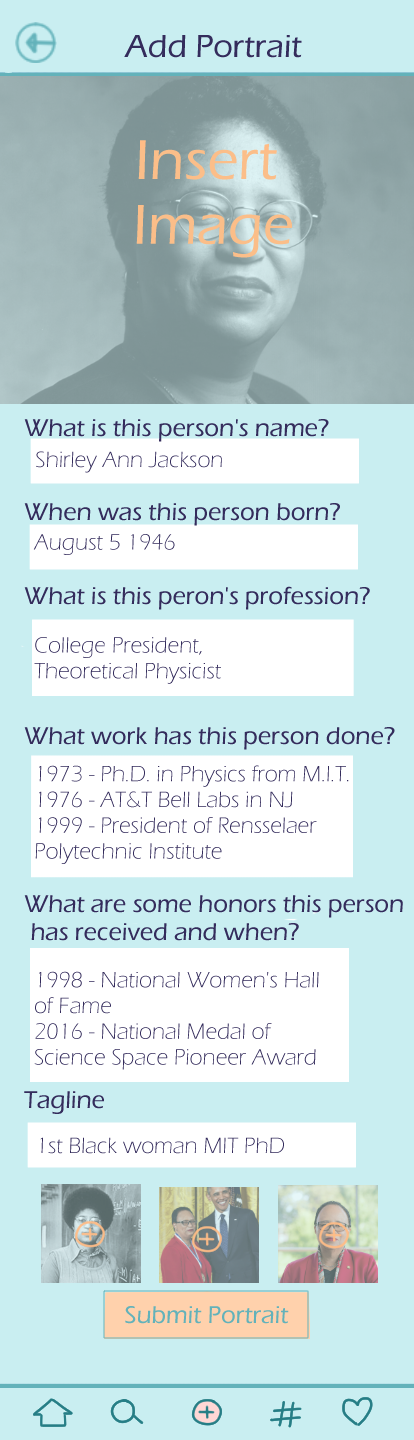 Add Portrait
Insert
Image
What is this person's name?
Shirley Ann Jackson
When was this person born?
August 5 1946
What is this peron's profession?
College President,
Theoretical Physicist
What work has this person done?
1973 - Ph.D. in Physics from M.I.T.
1976 - AT&T Bell Labs in NJ
1999 - President of Rensselaer
Polytechnic Institute
What are some honors this person
has received and when?
1998 - National Women's Hall
of Fame
2016 - National Medal of
Science Space Pioneer Award
Tagline
1st Black woman MIT PhD
Submit Portrait